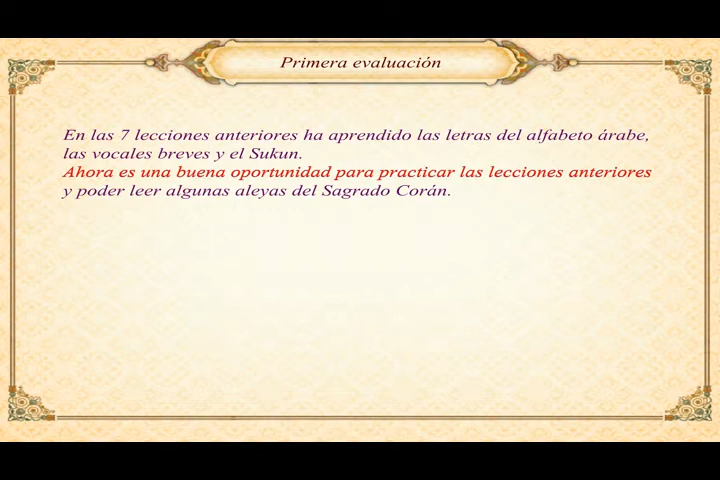 Primera evaluación
En las 7 lecciones anteriores ha aprendido las letras del alfabeto árabe,
las vocales breves y el Sukun.
Ahora es una buena oportunidad para practicar las lecciones anteriores
y poder leer algunas aleyas del Sagrado Corán.